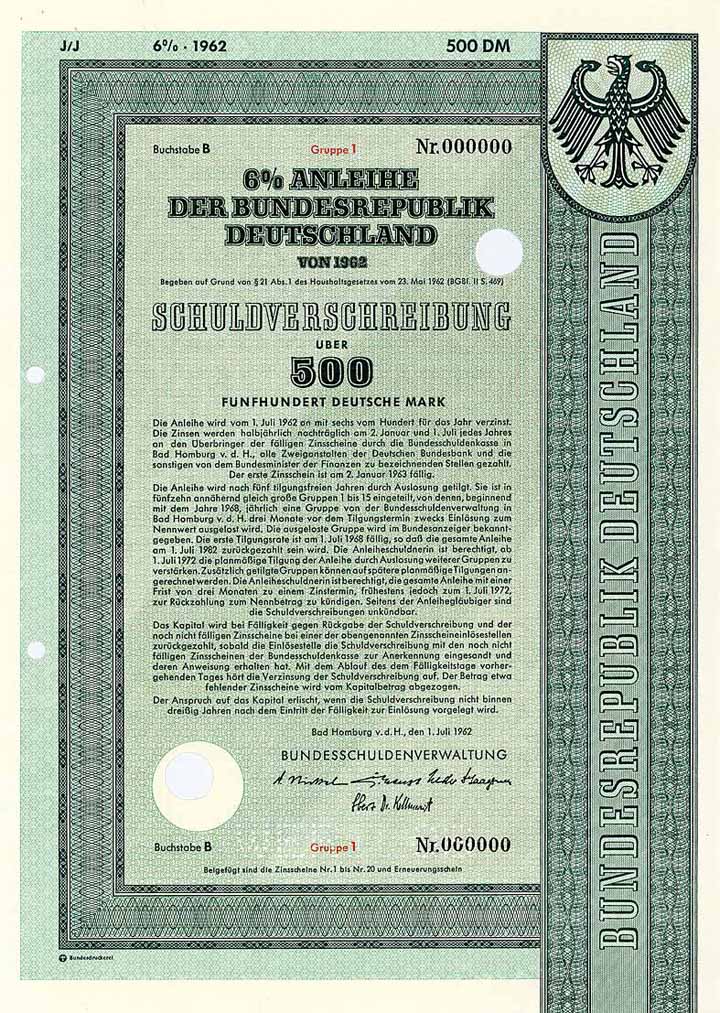 J/J 6% · 1962 500 DM
Buchstabe B Gruppe 1 Nr. 000000
6% ANLEIHE
DER BUNDESREPUBLIK
DEUTSCHLAND
VON 1962
Begeben auf Grund von § 21 Abs. 1 des Haushaltsgesetzes vom 23. Mai 1962 (BGBl. II S. 469)
SCHULDVERSCHREIBUNG
UBER
500
FUNFHUNDERT DEUTSCHE MARK
Die Anleihe wird vom 1. Juli 1962 an mit sechs vom Hundert für das Jahr verzinst.
Die Zinsen werden halbjährlich nachträglich am 2. Januar und 1. Juli jedes Jahres
an den Überbringer der fälligen Zinsscheine durch die Bundesschuldenkasse in
Bad Homburg v. d. H., alle Zweiganstalten der Deutschen Bundesbank und die
sonstigen vom Bundesminister der Finanzen zu bezeichnenden Stellen gezahlt.
Der erste Zinsschein ist am 2. Januar 1963 fällig.
Die Anleihe wird nach fünf tilgungsfreien Jahren durch Auslosung getilgt. Sie ist in
fünfzehn annähernd gleich große Gruppen 1 bis 15 eingeteilt, von denen, beginnend
mit dem Jahre 1968, jährlich eine Gruppe von der Bundesschuldenverwaltung in
Bad Homburg v. d. H. drei Monate vor dem Tilgungstermin zwecks Einlösung zum
Nennwert ausgelost wird. Die ausgeloste Gruppe wird im Bundesanzeiger bekannt-
gegeben. Die erste Tilgungsrate ist am 1. Juli 1968 fällig, so daß die gesamte Anleihe
am 1. Juli 1982 zurückgezahlt sein wird. Die Anleiheschuldnerin ist berechtigt, ab
1. Juli 1972 die planmäßige Tilgung der Anleihe durch Auslosung weiterer Gruppen zu
verstärken. Zusätzlich getilgte Gruppen können auf spätere planmäßige Tilgungen an-
gerechnet werden. Die Anleiheschuldnerin ist berechtigt, die gesamte Anleihe mit einer
Frist von drei Monaten zu einem Zinstermin, frühestens jedoch zum 1. Juli 1972,
zur Rückzahlung zum Nennbetrag zu kündigen. Seitens der Anleihegläubiger sind
die Schuldverschreibungen unkündbar.
Das Kapital wird bei Fälligkeit gegen Rückgabe der Schuldverschreibung und der
noch nicht fälligen Zinsscheine bei einer der obengenannten Zinsscheineinlösestellen
zurückgezahlt, sobald die Einlösestelle die Schuldverschreibung mit den noch nicht
fälligen Zinsscheinen der Bundesschuldenkasse zur Anerkennung eingesandt und
deren Anweisung erhalten hat. Mit dem Ablauf des dem Fälligkeitstage vorher-
gehenden Tages hört die Verzinsung der Schuldverschreibung auf. Der Betrag etwa
fehlender Zinsscheine wird vom Kapitalbetrag abgezogen.
Der Anspruch auf das Kapital erlischt, wenn die Schuldverschreibung nicht binnen
dreißig Jahren nach dem Eintritt der Fälligkeit zur Einlösung vorgelegt wird.
Bad Homburg v. d. H., den 1. Juli 1962
BUNDESSCHULDENVERWALTUNG
Buchstabe B Gruppe 1 Nr. 000000
Beigefügt sind die Zinsscheine Nr. 1 bis Nr. 20 und Erneuerungsschein
Bundesdruckerei
BUNDESREPUBLIK DEUTSCHLAND